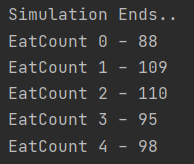 Simulation Ends..
EatCount 0 - 88
EatCount 1 - 109
EatCount 2 - 110
EatCount 3 - 95
EatCount 4 - 98